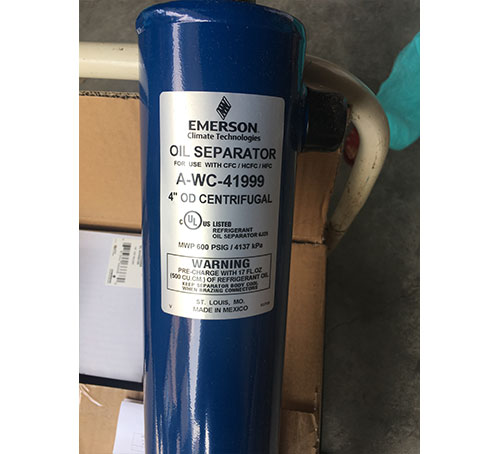 EMERSON
Climate Technologies
OIL SEPARATOR
FOR USE WITH CFC / HCFC / HFC
A-WC-41999
4" OD CENTRIFUGAL
C UL US LISTED
REFRIGERANT
OIL SEPARATOR
MWP 600 PSIG / 4137 kPa
WARNING
PRE-CHARGE WITH 17 FL OZ
(500 CU CM) OF REFRIGERANT OIL
KEEP SEPARATOR BODY COOL
WHEN BRAZING CONNECTIONS
ST. LOUIS, MO.
V MADE IN MEXICO